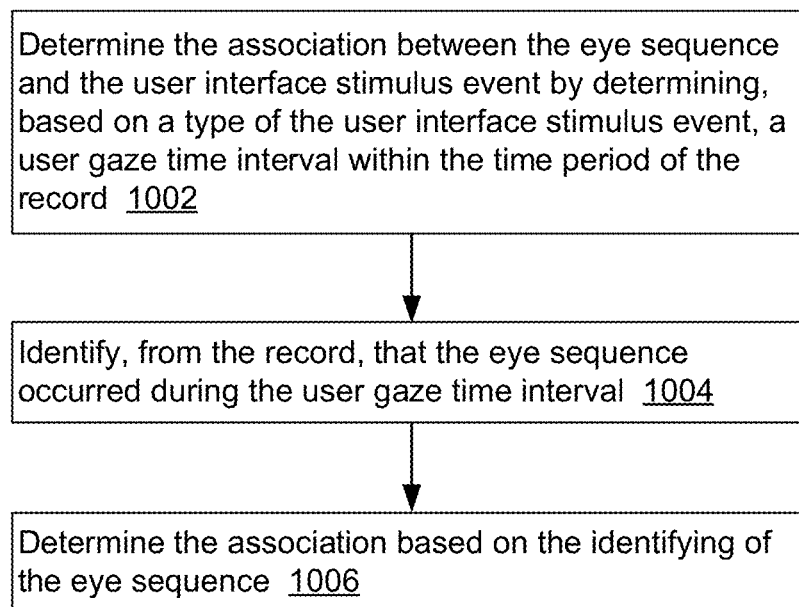 Determine the association between the eye sequence
and the user interface stimulus event by determining,
based on a type of the user interface stimulus event, a
user gaze time interval within the time period of the
record 1002
Identify, from the record, that the eye sequence
occurred during the user gaze time interval 1004
Determine the association based on the identifying of
the eye sequence 1006